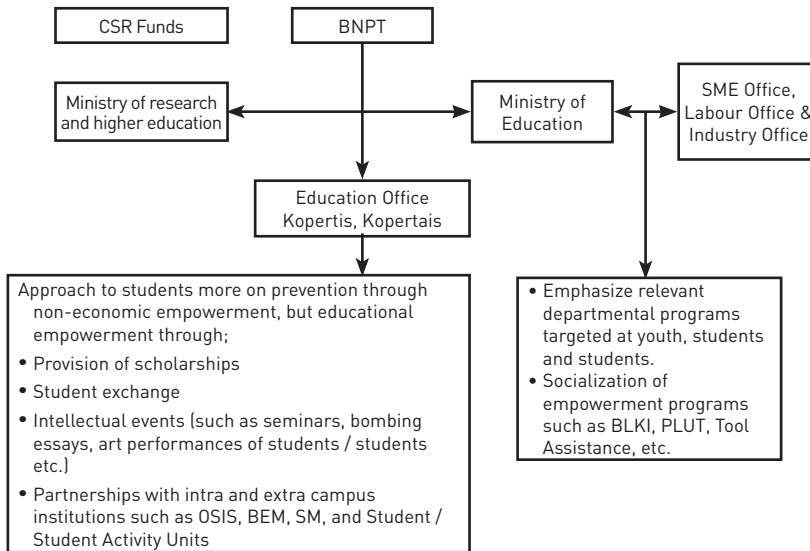 CSR Funds
BNPT
Ministry of research
and higher education
Ministry of
Education
SME Office,
Labour Office &
Industry Office
Education Office
Kopertis, Kopertais
Approach to students more on prevention through
non-economic empowerment, but educational
empowerment through;
• Provision of scholarships
• Student exchange
• Intellectual events (such as seminars, bombing
essays, art performances of students / students
etc.)
• Partnerships with intra and extra campus
institutions such as OSIS, BEM, SM, and Student /
Student Activity Units
• Emphasize relevant
departmental programs
targeted at youth, students
and students.
• Socialization of
empowerment programs
such as BLKI, PLUT, Tool
Assistance, etc.